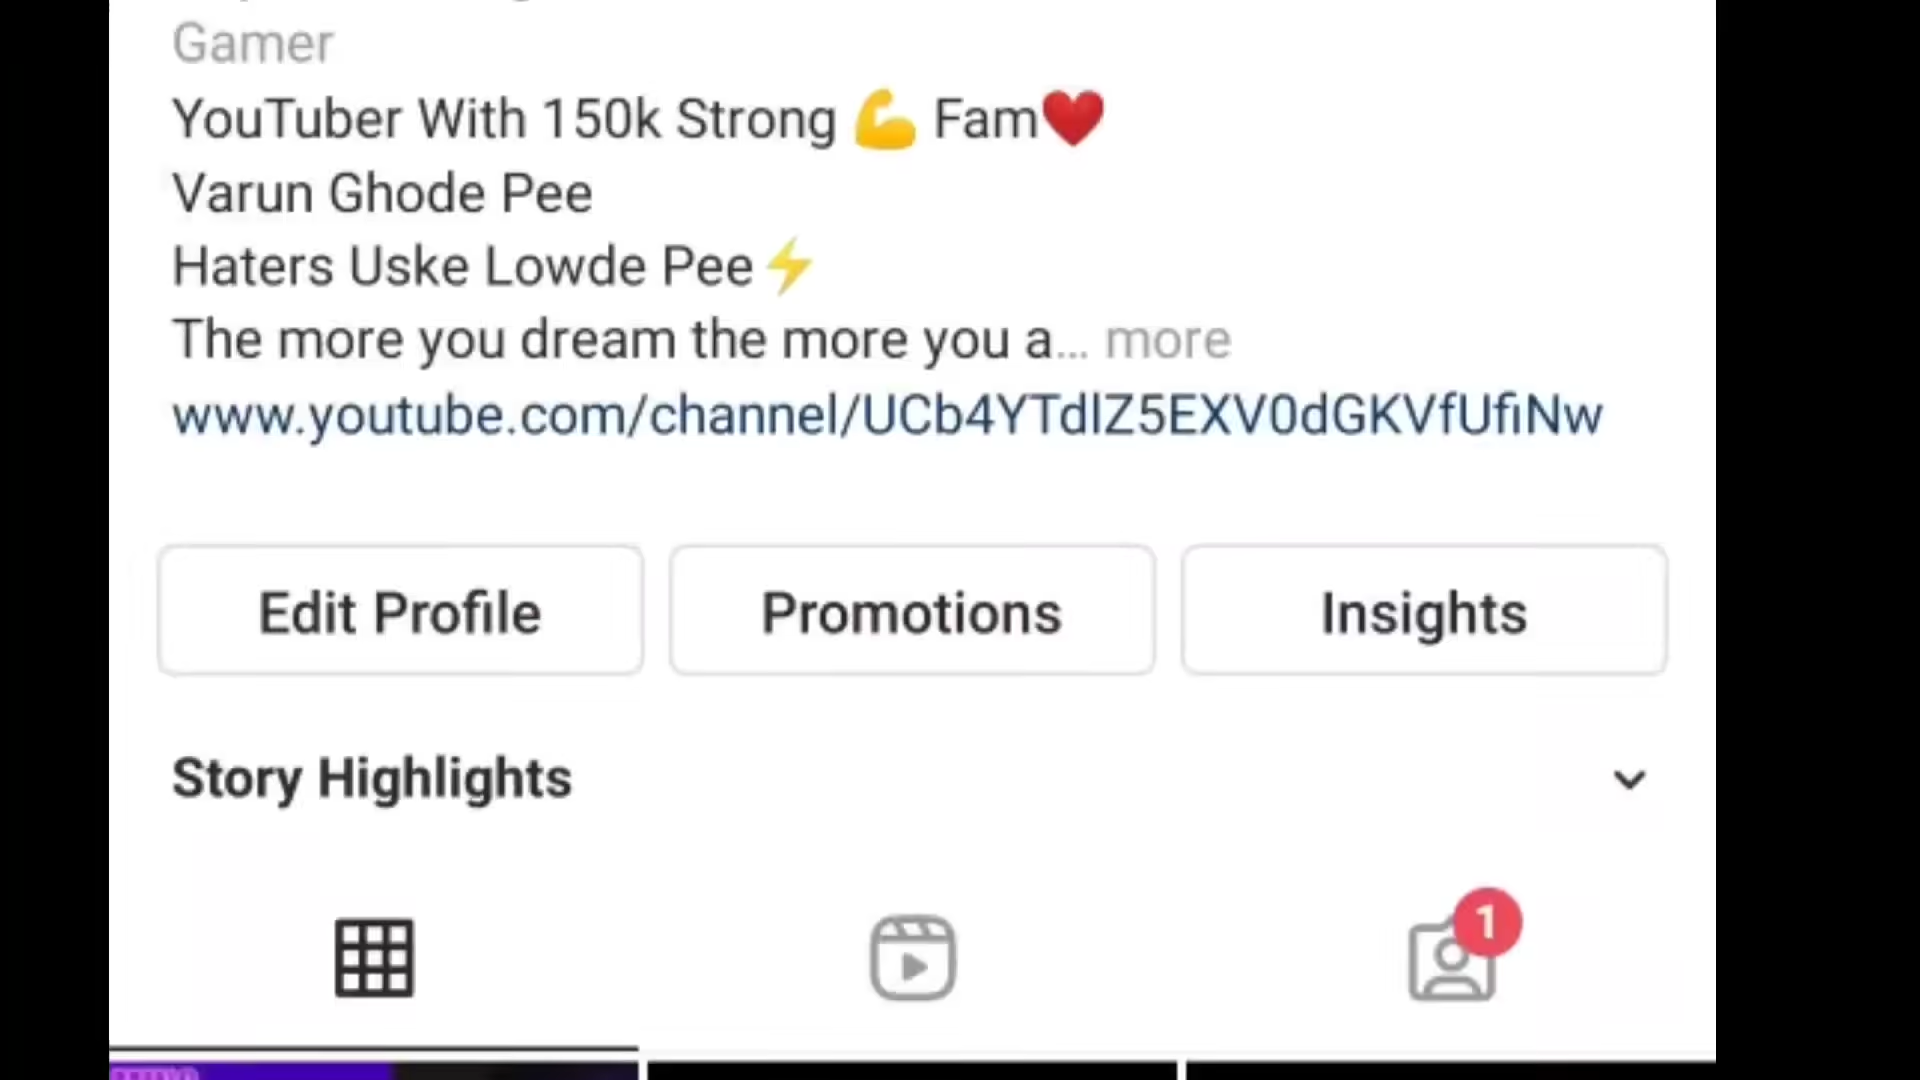 Gamer
YouTuber With 150k Strong 💪 Fam❤️
Varun Ghode Pee
Haters Uske Lowde Pee⚡
The more you dream the more you a... more
www.youtube.com/channel/UCb4YTdlZ5EXV0dGKVfUfiNw
Edit Profile
Promotions
Insights
Story Highlights
1